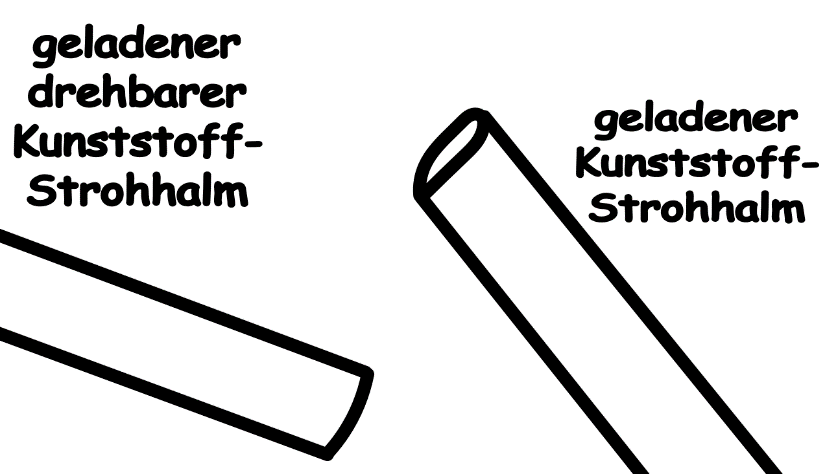 geladener
drehbarer
Kunststoff-
Strohhalm
geladener
Kunststoff-
Strohhalm